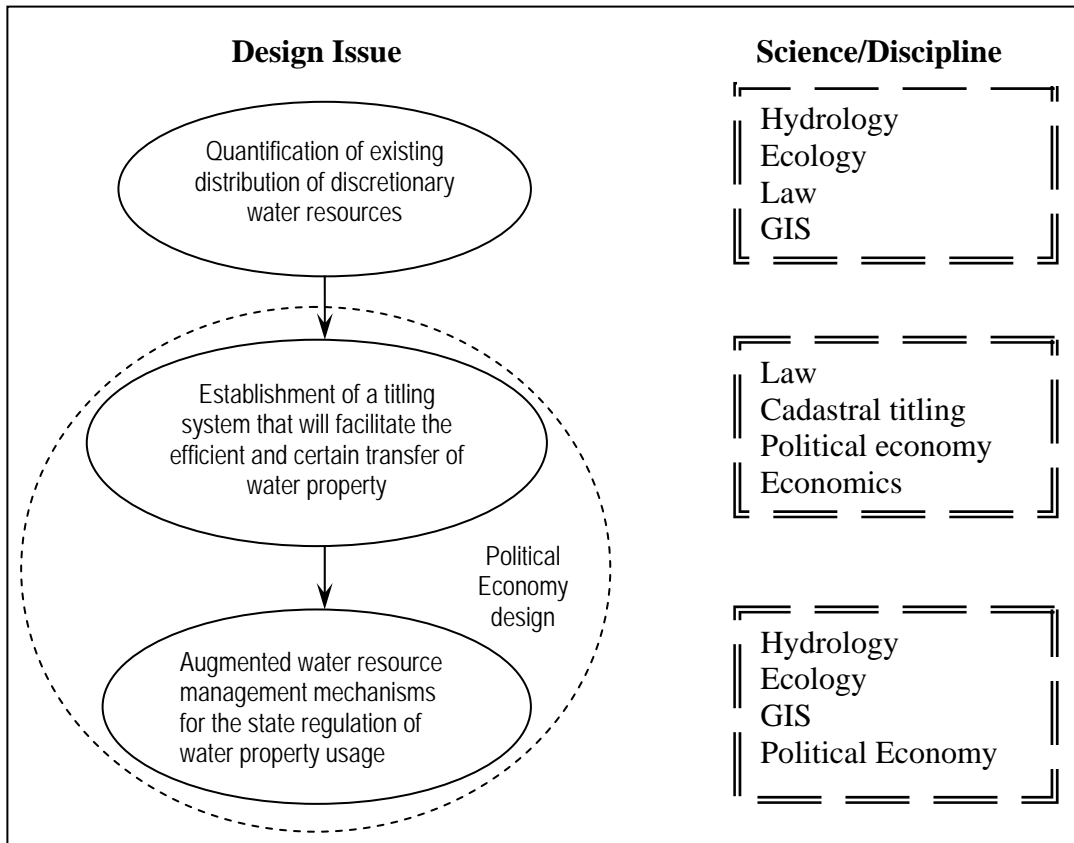 Design Issue
Science/Discipline
Quantification of existing
distribution of discretionary
water resources
Hydrology
Ecology
Law
GIS
Establishment of a titling
system that will facilitate the
efficient and certain transfer of
water property
Law
Cadastral titling
Political economy
Economics
Political
Economy
design
Augmented water resource
management mechanisms
for the state regulation of
water property usage
Hydrology
Ecology
GIS
Political Economy